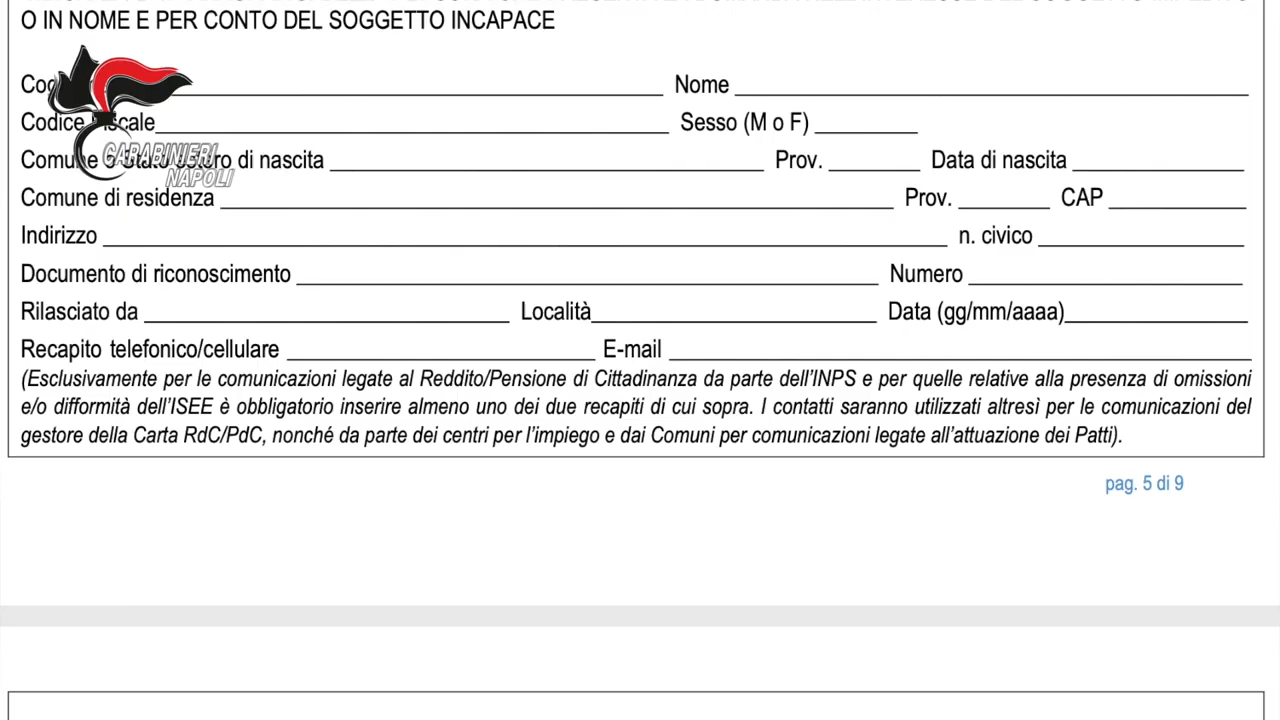 O IN NOME E PER CONTO DEL SOGGETTO INCAPACE
Nome
Codice Fiscale Sesso (M o F)
Comune o Stato estero di nascita Prov. Data di nascita
CARABINIERI
NAPOLI
Comune di residenza Prov. CAP
Indirizzo n. civico
Documento di riconoscimento Numero
Rilasciato da Località Data (gg/mm/aaaa)
Recapito telefonico/cellulare E-mail
(Esclusivamente per le comunicazioni legate al Reddito/Pensione di Cittadinanza da parte dell'INPS e per quelle relative alla presenza di omissioni
e/o difformità dell'ISEE è obbligatorio inserire almeno uno dei due recapiti di cui sopra. I contatti saranno utilizzati altresì per le comunicazioni del
gestore della Carta RdC/PdC, nonché da parte dei centri per l'impiego e dai Comuni per comunicazioni legate all'attuazione dei Patti).
pag. 5 di 9